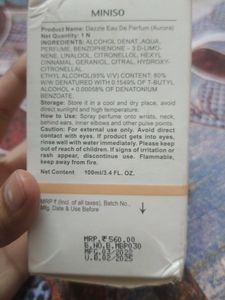 MINISO
Product Name: Dazzle Eau De Parfum (Aurora)
Contents: 1 N
INGREDIENTS: ALCOHOL DENAT, AQUA,
PERFUME, BENZOPHENONE - 3 D-LIMO-
NENE, LINALOOL, CITRONELLOL, HEXYL
CINNAMAL, GERANIOL, CITRAL, HYDROXY-
CITRONELLAL
ETHYL ALCOHOL(95% V/V) CONTENT: 80%
W/W DENATURED WITH 0.1549% OF T-BUTYL
ALCOHOL + 0.00058% OF DENATONIUM
BENZOATE.
Storage: Store it in a cool and dry place, avoid
direct sunlight and high temperature.
How to Use: Spray perfume onto wrists, neck,
behind ears, inner elbows and other pulse points.
Caution: For external use only. Avoid direct
contact with eyes. If product gets into eyes,
rinse well with water immediately. Please keep
out of reach of children. If signs of irritation or
rash appear, discontinue use. Flammable,
keep away from fire.
Net Content 100ml/3.4 FL. OZ.
MRP ₹ (Incl. of all taxes), Batch No.,
Mfg. Date & Use Before ↓
MRP.₹ 560.00
B.NO.B.MBP030
MFG.03/2022
U.B.02/2025